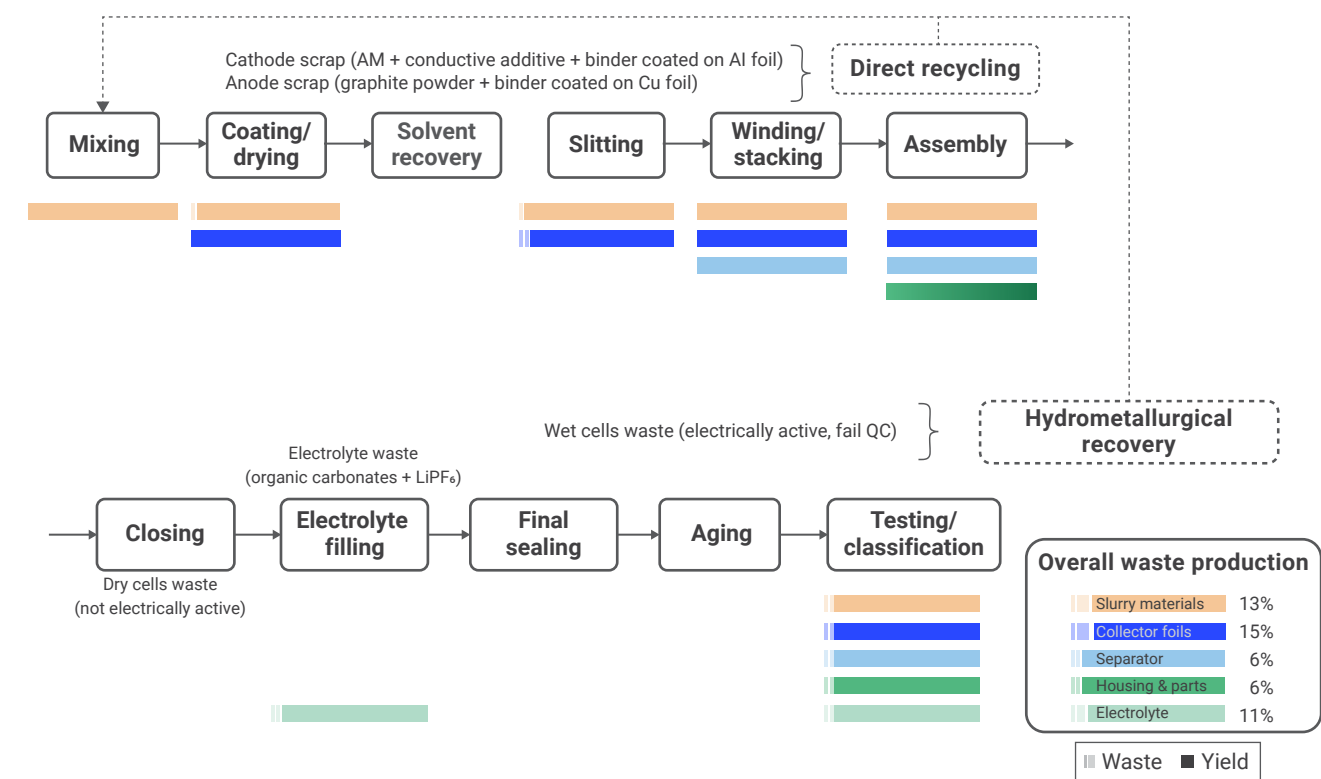 Cathode scrap (AM + conductive additive + binder coated on Al foil)
Anode scrap (graphite powder + binder coated on Cu foil)
Direct recycling
Mixing
Coating/
drying
Solvent
recovery
Slitting
Winding/
stacking
Assembly
Wet cells waste (electrically active, fail QC)
Hydrometallurgical
recovery
Electrolyte waste
(organic carbonates + LiPF₆)
Closing
Electrolyte
filling
Final
sealing
Aging
Testing/
classification
Dry cells waste
(not electrically active)
Overall waste production
Slurry materials 13%
Collector foils 15%
Separator 6%
Housing & parts 6%
Electrolyte 11%
Waste Yield